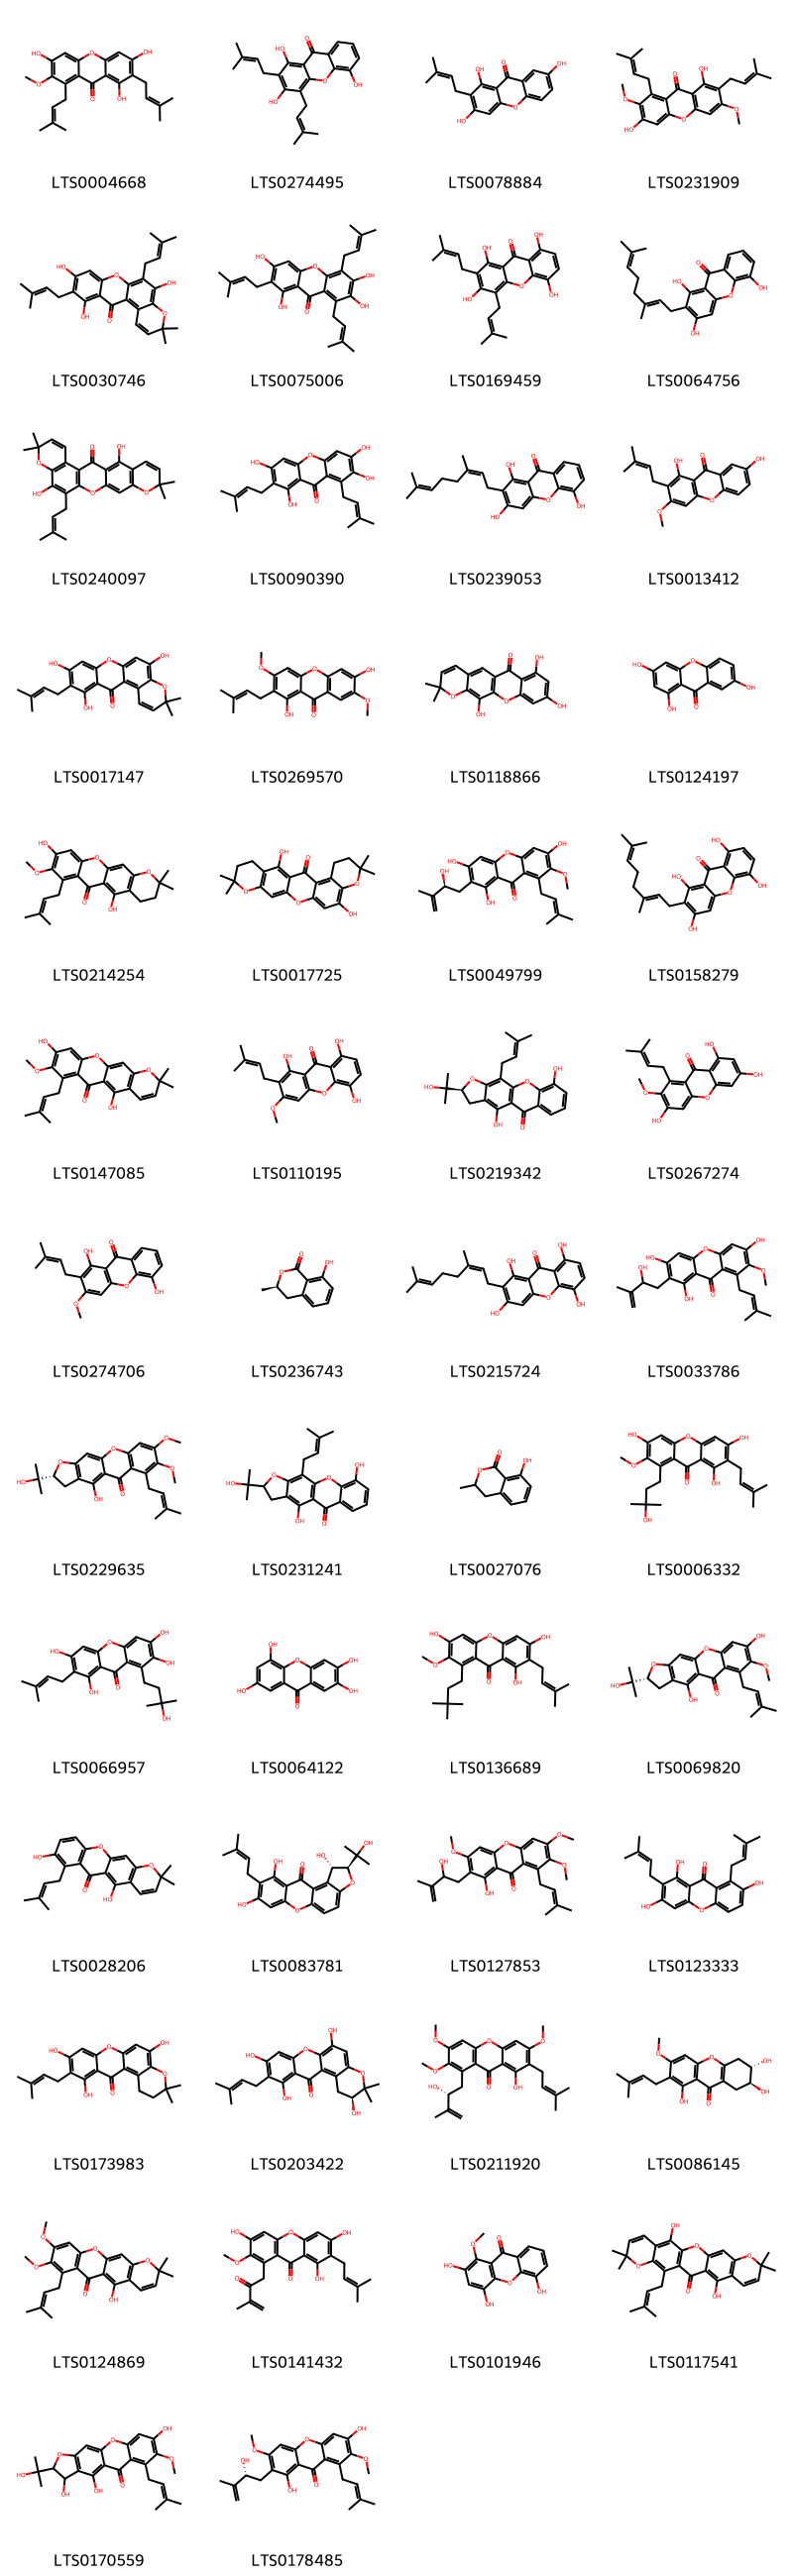 LTS0004668 LTS0274495 LTS0078884 LTS0231909
LTS0030746 LTS0075006 LTS0169459 LTS0064756
LTS0240097 LTS0090390 LTS0239053 LTS0013412
LTS0017147 LTS0269570 LTS0118866 LTS0124197
LTS0214254 LTS0017725 LTS0049799 LTS0158279
LTS0147085 LTS0110195 LTS0219342 LTS0267274
LTS0274706 LTS0236743 LTS0215724 LTS0033786
LTS0229635 LTS0231241 LTS0027076 LTS0006332
LTS0066957 LTS0064122 LTS0136689 LTS0069820
LTS0028206 LTS0083781 LTS0127853 LTS0123333
LTS0173983 LTS0203422 LTS0211920 LTS0086145
LTS0124869 LTS0141432 LTS0101946 LTS0117541
LTS0170559 LTS0178485